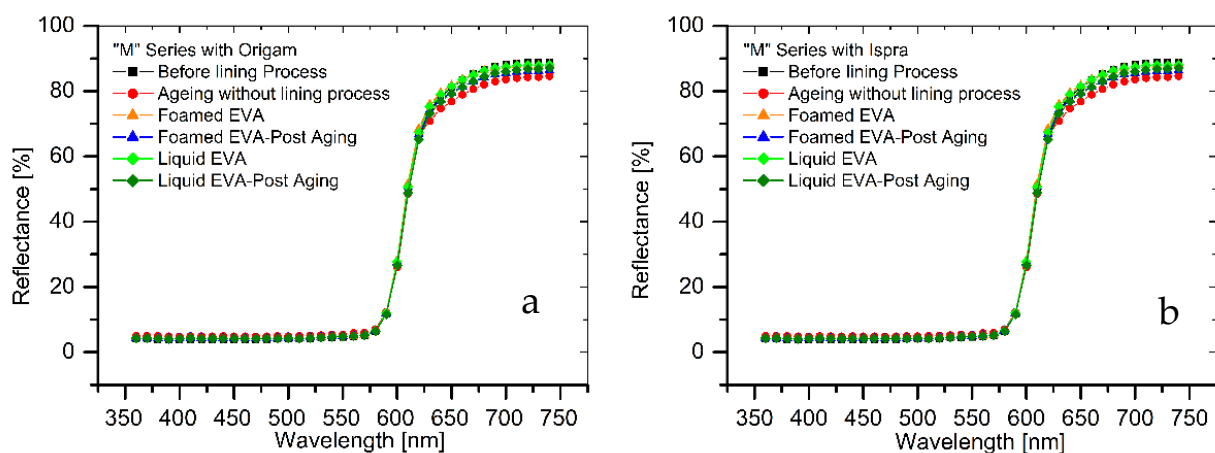 100
80
60
40
20
0
Reflectance [%]
"M" Series with Origam
Before lining Process
Ageing without lining process
Foamed EVA
Foamed EVA-Post Aging
Liquid EVA
Liquid EVA-Post Aging
a
350 400 450 500 550 600 650 700 750
Wavelength [nm]
100
80
60
40
20
0
Reflectance [%]
"M" Series with Ispra
Before lining Process
Ageing without lining process
Foamed EVA
Foamed EVA-Post Aging
Liquid EVA
Liquid EVA-Post Aging
b
350 400 450 500 550 600 650 700 750
Wavelength [nm]